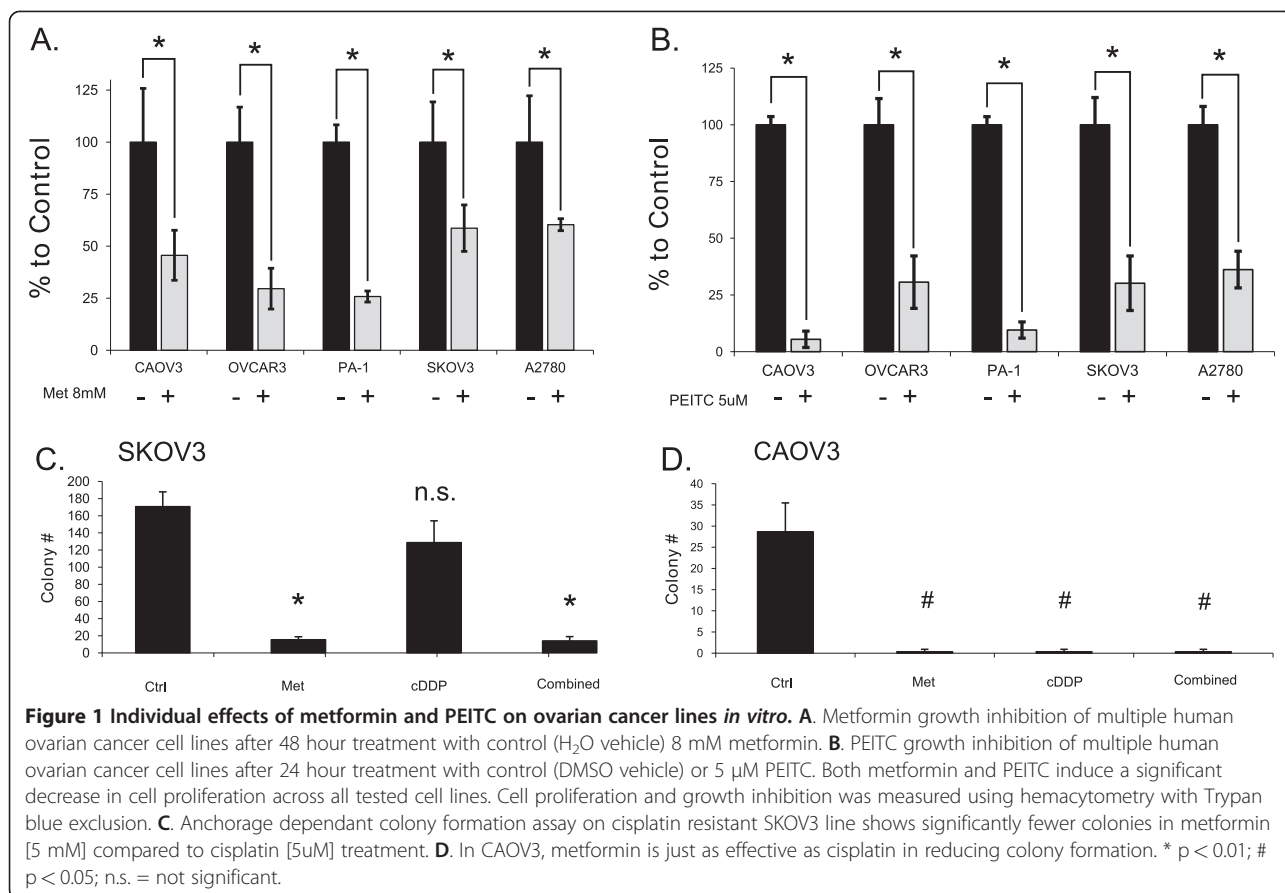 A.
* * * * *
125
100
75
50
25
0
% to Control
CAOV3 OVCAR3 PA-1 SKOV3 A2780
Met 8mM - + - + - + - + - +
B.
* * * * *
125
100
75
50
25
0
% to Control
CAOV3 OVCAR3 PA-1 SKOV3 A2780
PEITC 5uM - + - + - + - + - +
C. SKOV3
200
180
160
140
120
100
80
60
40
20
0
Colony #
* n.s. *
Ctrl Met cDDP Combined
D. CAOV3
40
35
30
25
20
15
10
5
0
Colony #
# # #
Ctrl Met cDDP Combined
Figure 1 Individual effects of metformin and PEITC on ovarian cancer lines in vitro. A. Metformin growth inhibition of multiple human
ovarian cancer cell lines after 48 hour treatment with control (H₂O vehicle) 8 mM metformin. B. PEITC growth inhibition of multiple human
ovarian cancer cell lines after 24 hour treatment with control (DMSO vehicle) or 5 μM PEITC. Both metformin and PEITC induce a significant
decrease in cell proliferation across all tested cell lines. Cell proliferation and growth inhibition was measured using hemacytometry with Trypan
blue exclusion. C. Anchorage dependant colony formation assay on cisplatin resistant SKOV3 line shows significantly fewer colonies in metformin
[5 mM] compared to cisplatin [5uM] treatment. D. In CAOV3, metformin is just as effective as cisplatin in reducing colony formation. * p < 0.01; #
p < 0.05; n.s. = not significant.